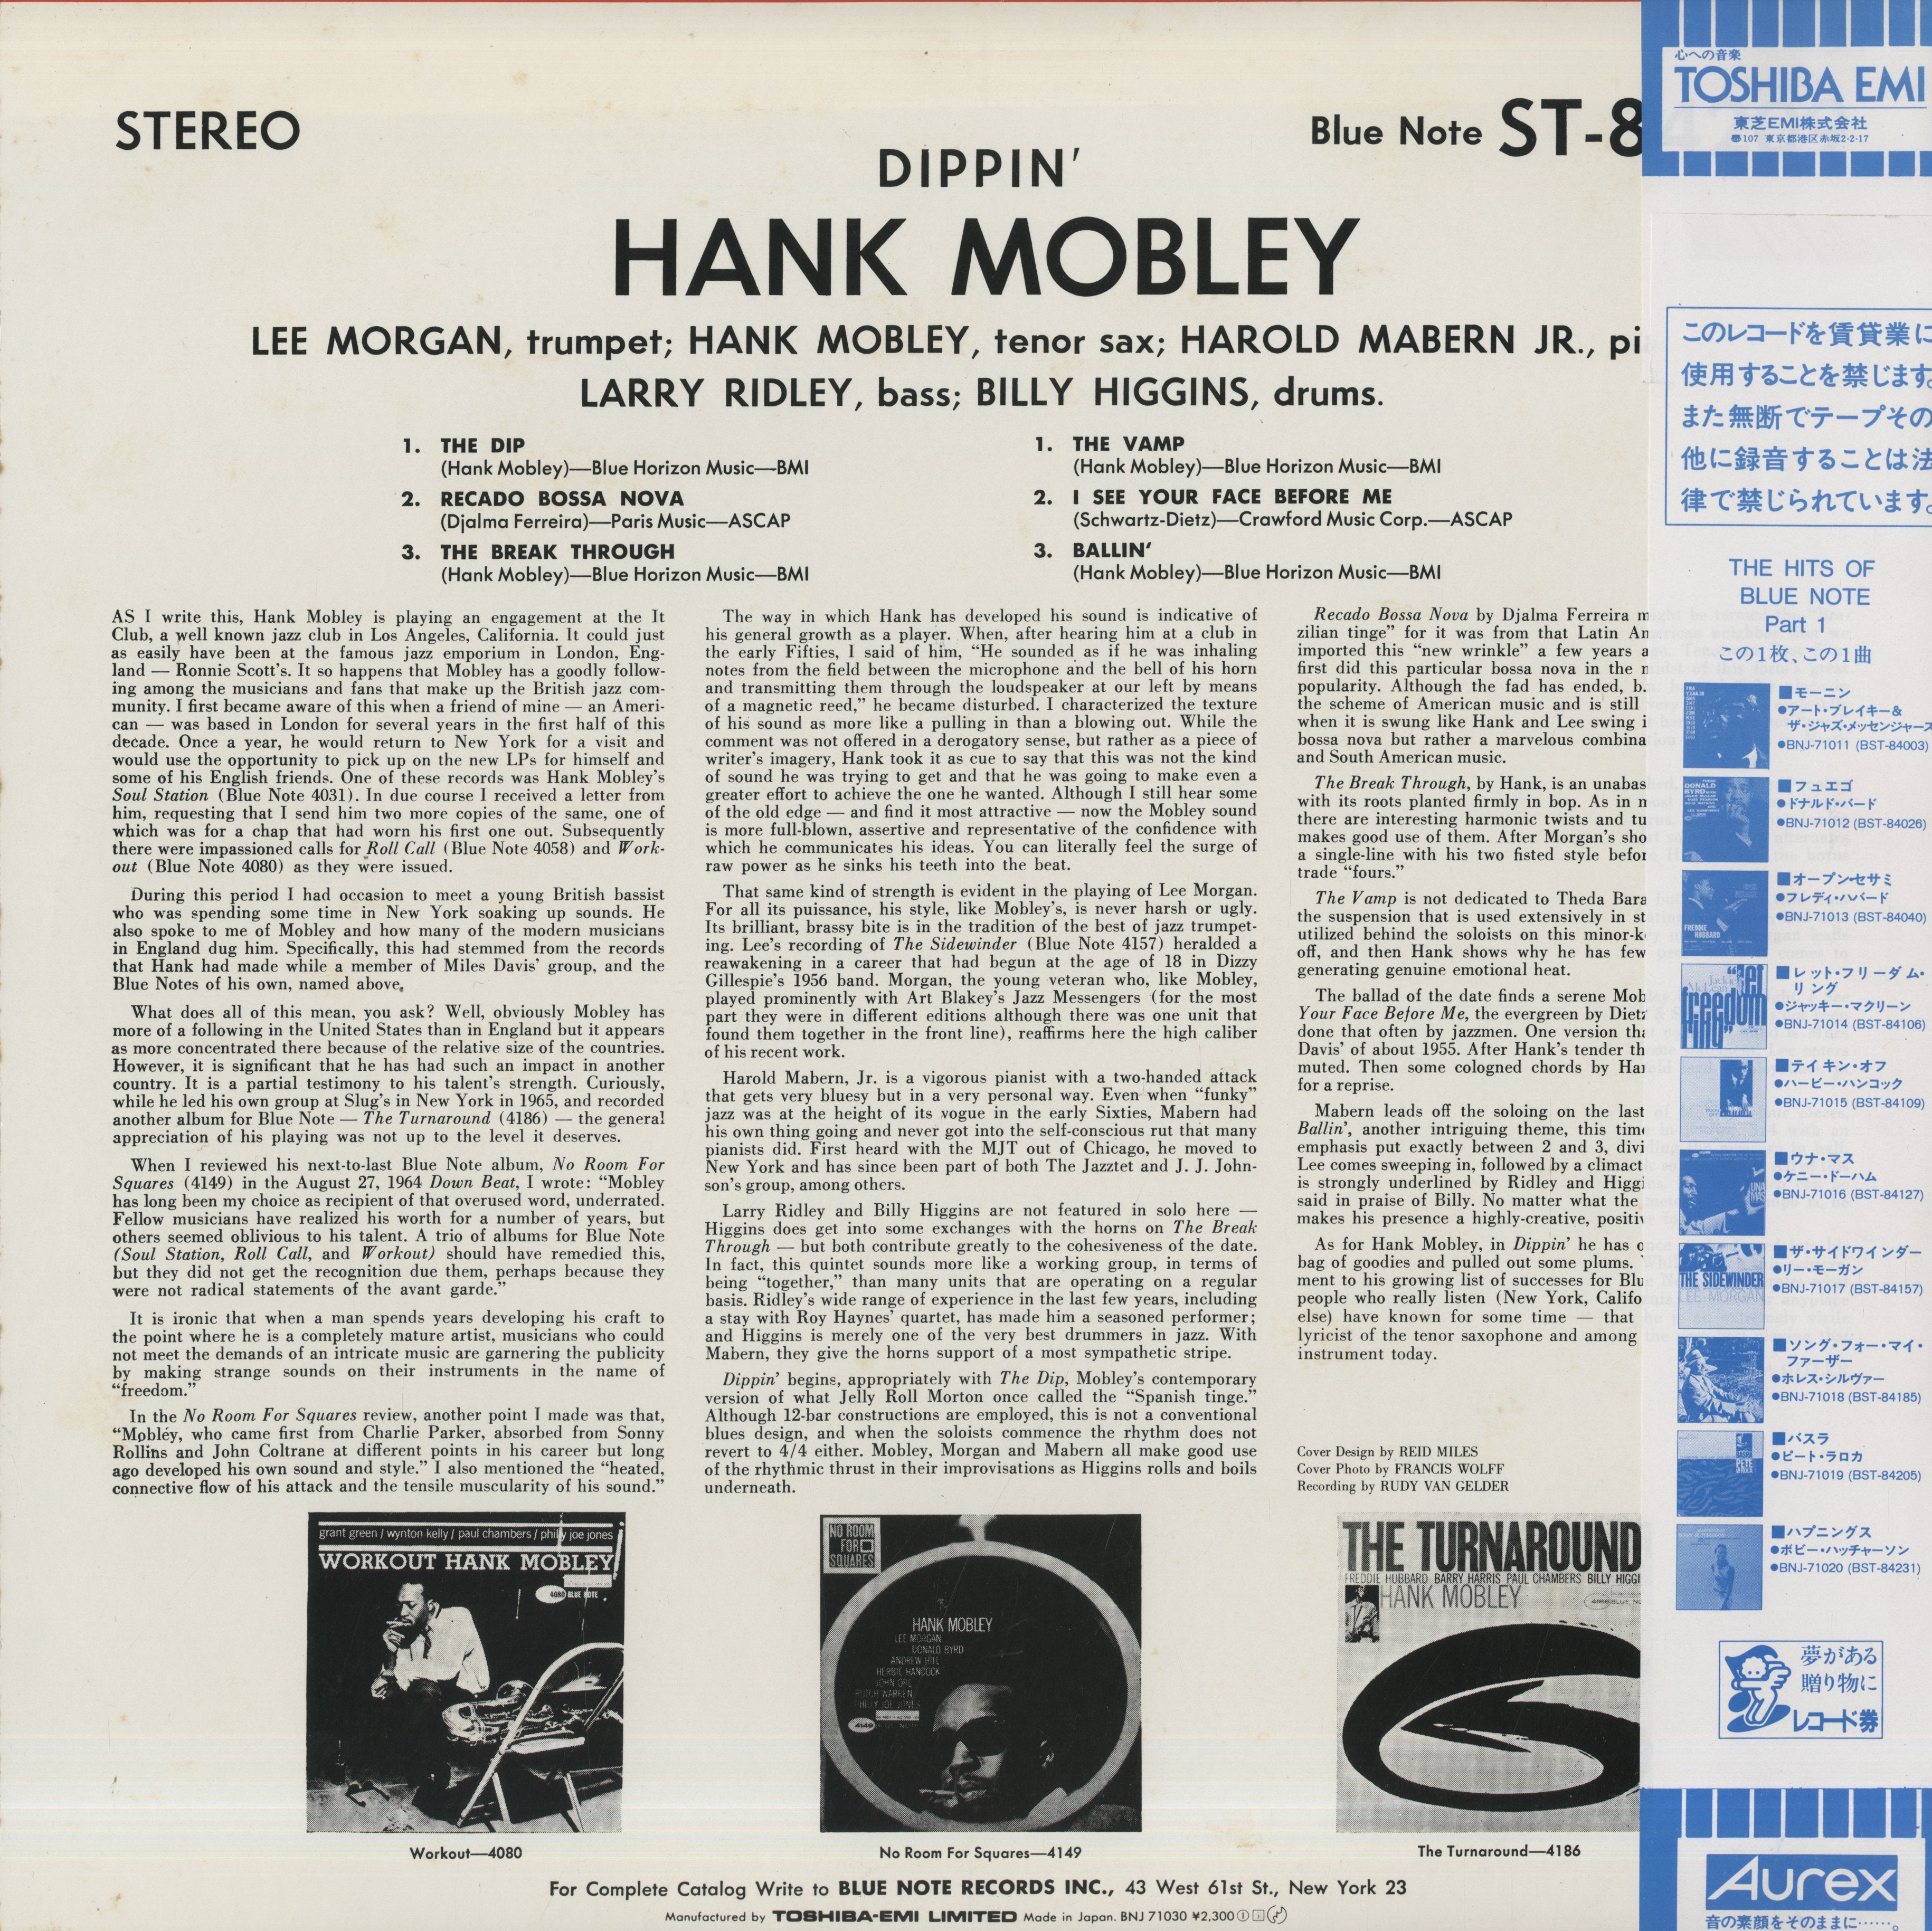 STEREO
Blue Note ST-8
DIPPIN'
HANK MOBLEY
LEE MORGAN, trumpet; HANK MOBLEY, tenor sax; HAROLD MABERN JR., pi
LARRY RIDLEY, bass; BILLY HIGGINS, drums.
1. THE DIP
(Hank Mobley)—Blue Horizon Music—BMI
2. RECADO BOSSA NOVA
(Djalma Ferreira)—Paris Music—ASCAP
3. THE BREAK THROUGH
(Hank Mobley)—Blue Horizon Music—BMI
1. THE VAMP
(Hank Mobley)—Blue Horizon Music—BMI
2. I SEE YOUR FACE BEFORE ME
(Schwartz-Dietz)—Crawford Music Corp.—ASCAP
3. BALLIN'
(Hank Mobley)—Blue Horizon Music—BMI
AS I write this, Hank Mobley is playing an engagement at the It
Club, a well known jazz club in Los Angeles, California. It could just
as easily have been at the famous jazz emporium in London, Eng-
land — Ronnie Scott's. It so happens that Mobley has a goodly follow-
ing among the musicians and fans that make up the British jazz com-
munity. I first became aware of this when a friend of mine — an Ameri-
can — was based in London for several years in the first half of this
decade. Once a year, he would return to New York for a visit and
would use the opportunity to pick up on the new LPs for himself and
some of his English friends. One of these records was Hank Mobley's
Soul Station (Blue Note 4031). In due course I received a letter from
him, requesting that I send him two more copies of the same, one of
which was for a chap that had worn his first one out. Subsequently
there were impassioned calls for Roll Call (Blue Note 4058) and Work-
out (Blue Note 4080) as they were issued.
During this period I had occasion to meet a young British bassist
who was spending some time in New York soaking up sounds. He
also spoke to me of Mobley and how many of the modern musicians
in England dug him. Specifically, this had stemmed from the records
that Hank had made while a member of Miles Davis' group, and the
Blue Notes of his own, named above.
What does all of this mean, you ask? Well, obviously Mobley has
more of a following in the United States than in England but it appears
as more concentrated there because of the relative size of the countries.
However, it is significant that he has had such an impact in another
country. It is a partial testimony to his talent's strength. Curiously,
while he led his own group at Slug's in New York in 1965, and recorded
another album for Blue Note — The Turnaround (4186) — the general
appreciation of his playing was not up to the level it deserves.
When I reviewed his next-to-last Blue Note album, No Room For
Squares (4149) in the August 27, 1964 Down Beat, I wrote: “Mobley
has long been my choice as recipient of that overused word, underrated.
Fellow musicians have realized his worth for a number of years, but
others seemed oblivious to his talent. A trio of albums for Blue Note
(Soul Station, Roll Call, and Workout) should have remedied this,
but they did not get the recognition due them, perhaps because they
were not radical statements of the avant garde.”
It is ironic that when a man spends years developing his craft to
the point where he is a completely mature artist, musicians who could
not meet the demands of an intricate music are garnering the publicity
by making strange sounds on their instruments in the name of
“freedom.”
In the No Room For Squares review, another point I made was that,
“Mobley, who came first from Charlie Parker, absorbed from Sonny
Rollins and John Coltrane at different points in his career but long
ago developed his own sound and style.” I also mentioned the “heated,
connective flow of his attack and the tensile muscularity of his sound.”
The way in which Hank has developed his sound is indicative of
his general growth as a player. When, after hearing him at a club in
the early Fifties, I said of him, “He sounded as if he was inhaling
notes from the field between the microphone and the bell of his horn
and transmitting them through the loudspeaker at our left by means
of a magnetic reed,” he became disturbed. I characterized the texture
of his sound as more like a pulling in than a blowing out. While the
comment was not offered in a derogatory sense, but rather as a piece of
writer's imagery, Hank took it as cue to say that this was not the kind
of sound he was trying to get and that he was going to make even a
greater effort to achieve the one he wanted. Although I still hear some
of the old edge — and find it most attractive — now the Mobley sound
is more full-blown, assertive and representative of the confidence with
which he communicates his ideas. You can literally feel the surge of
raw power as he sinks his teeth into the beat.
That same kind of strength is evident in the playing of Lee Morgan.
For all its puissance, his style, like Mobley's, is never harsh or ugly.
Its brilliant, brassy bite is in the tradition of the best of jazz trumpet-
ing. Lee's recording of The Sidewinder (Blue Note 4157) heralded a
reawakening in a career that had begun at the age of 18 in Dizzy
Gillespie's 1956 band. Morgan, the young veteran who, like Mobley,
played prominently with Art Blakey's Jazz Messengers (for the most
part they were in different editions although there was one unit that
found them together in the front line), reaffirms here the high caliber
of his recent work.
Harold Mabern, Jr. is a vigorous pianist with a two-handed attack
that gets very bluesy but in a very personal way. Even when “funky”
jazz was at the height of its vogue in the early Sixties, Mabern had
his own thing going and never got into the self-conscious rut that many
pianists did. First heard with the MJT out of Chicago, he moved to
New York and has since been part of both The Jazztet and J. J. John-
son's group, among others.
Larry Ridley and Billy Higgins are not featured in solo here —
Higgins does get into some exchanges with the horns on The Break
Through — but both contribute greatly to the cohesiveness of the date.
In fact, this quintet sounds more like a working group, in terms of
being “together,” than many units that are operating on a regular
basis. Ridley's wide range of experience in the last few years, including
a stay with Roy Haynes' quartet, has made him a seasoned performer;
and Higgins is merely one of the very best drummers in jazz. With
Mabern, they give the horns support of a most sympathetic stripe.
Dippin' begins, appropriately with The Dip, Mobley's contemporary
version of what Jelly Roll Morton once called the “Spanish tinge.”
Although 12-bar constructions are employed, this is not a conventional
blues design, and when the soloists commence the rhythm does not
revert to 4/4 either. Mobley, Morgan and Mabern all make good use
of the rhythmic thrust in their improvisations as Higgins rolls and boils
underneath.
Recado Bossa Nova by Djalma Ferreira m
zilian tinge” for it was from that Latin Am
imported this “new wrinkle” a few years a
first did this particular bossa nova in the m
popularity. Although the fad has ended, b.
the scheme of American music and is still
when it is swung like Hank and Lee swing i
bossa nova but rather a marvelous combina
and South American music.
The Break Through, by Hank, is an unabas
with its roots planted firmly in bop. As in m
there are interesting harmonic twists and tu
makes good use of them. After Morgan's sho
a single-line with his two fisted style befor
trade “fours.”
The Vamp is not dedicated to Theda Bara
the suspension that is used extensively in st
utilized behind the soloists on this minor-k
off, and then Hank shows why he has few
generating genuine emotional heat.
The ballad of the date finds a serene Mob
Your Face Before Me, the evergreen by Dietz
done that often by jazzmen. One version tha
Davis' of about 1955. After Hank's tender th
muted. Then some cologned chords by Har
for a reprise.
Mabern leads off the soloing on the last
Ballin', another intriguing theme, this time
emphasis put exactly between 2 and 3, divi
Lee comes sweeping in, followed by a climact
is strongly underlined by Ridley and Higgi
said in praise of Billy. No matter what the
makes his presence a highly-creative, positiv
As for Hank Mobley, in Dippin' he has o
bag of goodies and pulled out some plums.
ment to his growing list of successes for Blu
people who really listen (New York, Califo
else) have known for some time — that
lyricist of the tenor saxophone and among
instrument today.
Cover Design by REID MILES
Cover Photo by FRANCIS WOLFF
Recording by RUDY VAN GELDER
grant green / wynton kelly / paul chambers / philly joe jones
WORKOUT HANK MOBLEY
4080 BLUE NOTE
Workout—4080
NO ROOM
FOR
SQUARES
HANK MOBLEY
LEE MORGAN
DONALD BYRD
ANDREW HILL
HERBIE HANCOCK
JOHN ORE
BUTCH WARREN
PHILLY JOE JONES
4149 BLUE NOTE
No Room For Squares—4149
THE TURNAROUND
FREDDIE HUBBARD BARRY HARRIS PAUL CHAMBERS BILLY HIGGI
HANK MOBLEY
The Turnaround—4186
For Complete Catalog Write to BLUE NOTE RECORDS INC., 43 West 61st St., New York 23
Manufactured by TOSHIBA-EMI LIMITED Made in Japan. BNJ 71030 ¥2,300
心への音楽
TOSHIBA EMI
東芝EMI株式会社
〠107 東京都港区赤坂2-2-17
このレコードを賃貸業に
使用することを禁じます。
また無断でテープその
他に録音することは法
律で禁じられています。
THE HITS OF
BLUE NOTE
Part 1
この1枚、この1曲
■モーニン
●アート・ブレイキー&
ザ・ジャズ・メッセンジャーズ
●BNJ-71011 (BST-84003)
■フュエゴ
●ドナルド・バード
●BNJ-71012 (BST-84026)
■オープン・セサミ
●フレディ・ハバード
●BNJ-71013 (BST-84040)
■レット・フリーダム・
リング
●ジャッキー・マクリーン
●BNJ-71014 (BST-84106)
■テイキン・オフ
●ハービー・ハンコック
●BNJ-71015 (BST-84109)
■ウナ・マス
●ケニー・ドーハム
●BNJ-71016 (BST-84127)
■ザ・サイドワインダー
●リー・モーガン
●BNJ-71017 (BST-84157)
THE SIDEWINDER
LEE MORGAN
■ソング・フォー・マイ・
ファーザー
●ホレス・シルヴァー
●BNJ-71018 (BST-84185)
■バスラ
●ピート・ラロカ
●BNJ-71019 (BST-84205)
■ハプニングス
●ボビー・ハッチャーソン
●BNJ-71020 (BST-84231)
夢がある
贈り物に
レコード券
Aurex
音の素顔をそのままに……。